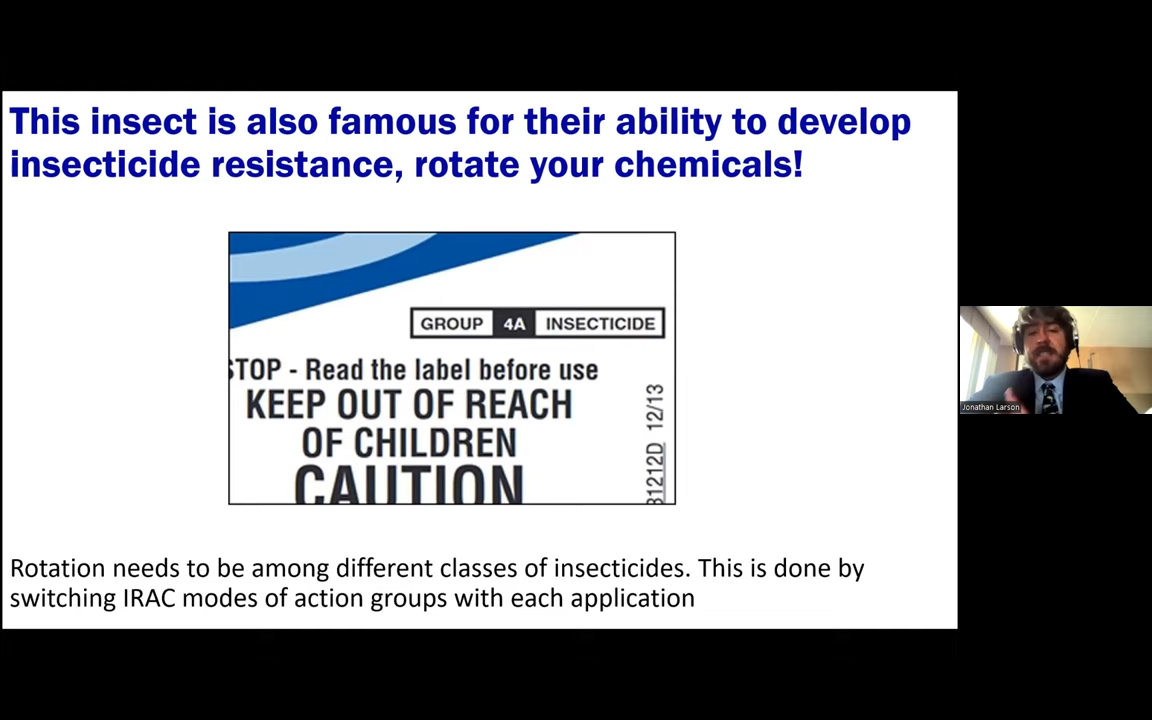 This insect is also famous for their ability to develop
insecticide resistance, rotate your chemicals!
GROUP 4A INSECTICIDE
STOP - Read the label before use
KEEP OUT OF REACH
OF CHILDREN
CAUTION
81212D 12/13
Rotation needs to be among different classes of insecticides. This is done by
switching IRAC modes of action groups with each application
Jonathan Larson